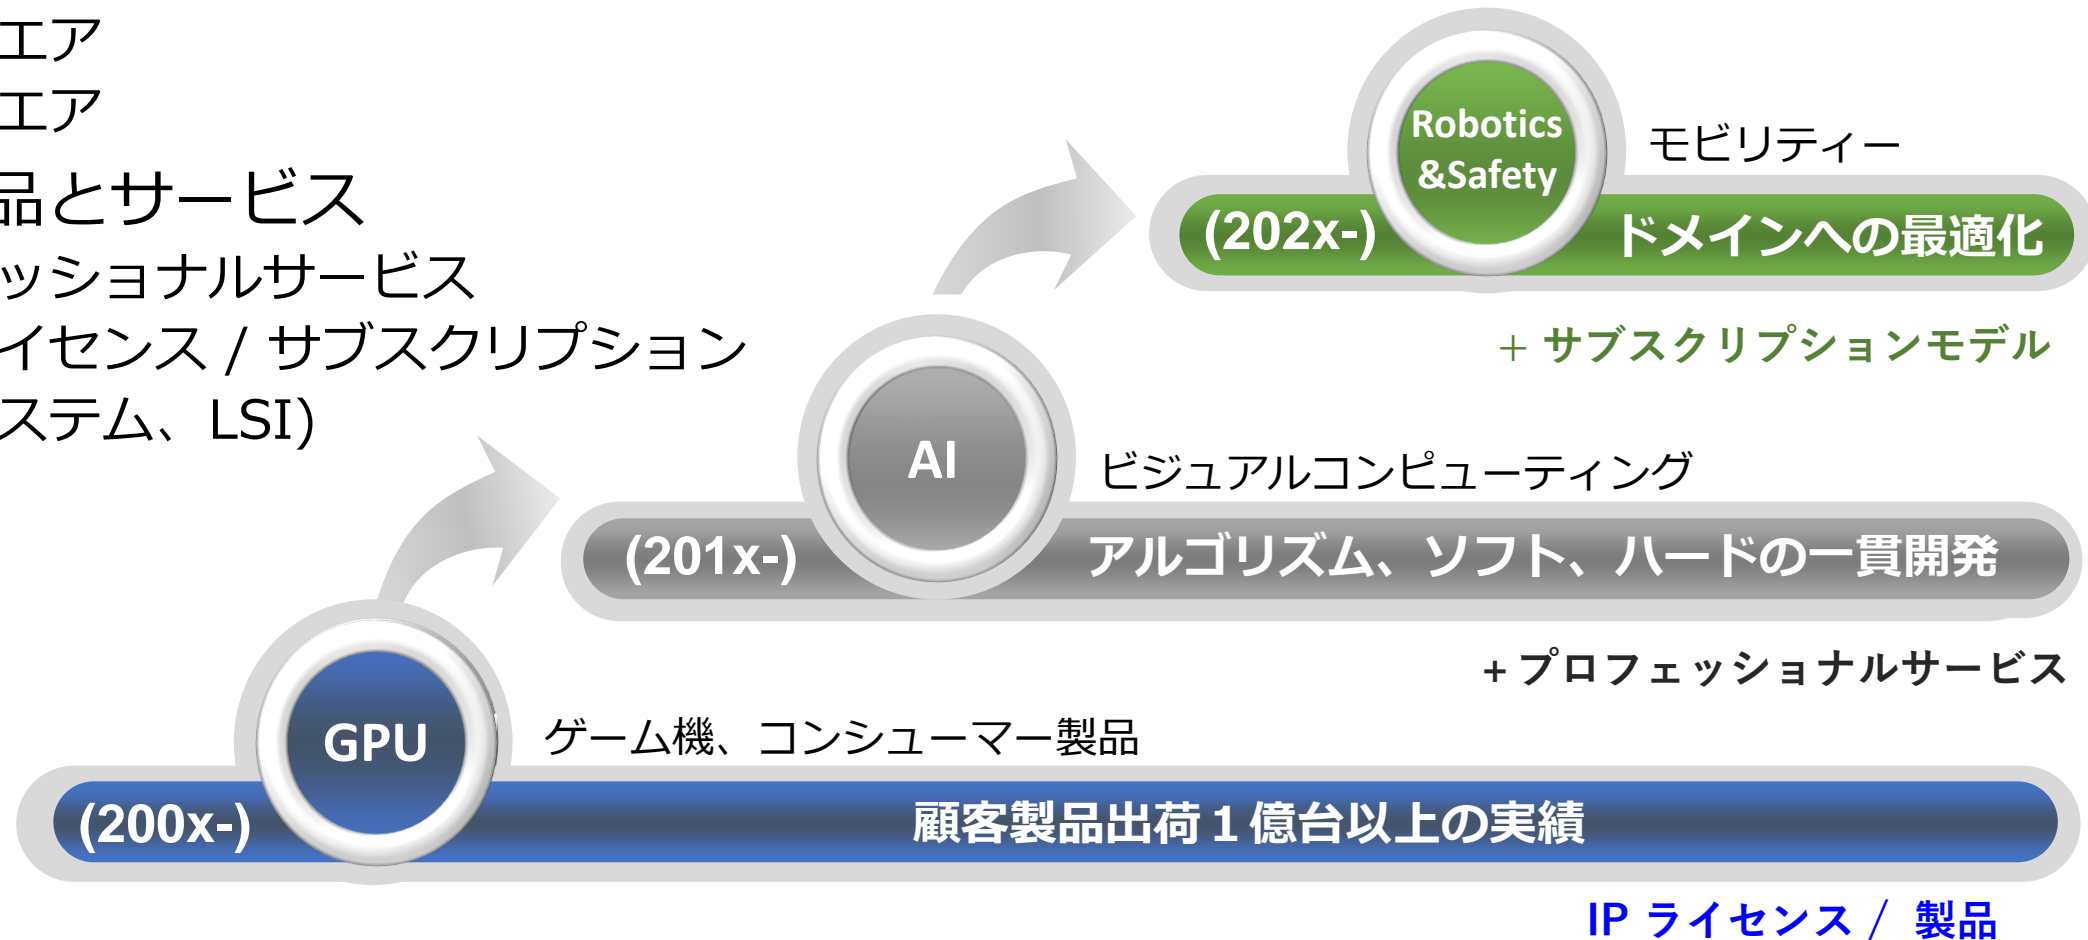 エア
エア
品とサービス
ッショナルサービス
イセンス / サブスクリプション
ステム、LSI)
Robotics
&Safety
モビリティー
(202x-)
ドメインへの最適化
+ サブスクリプションモデル
AI
ビジュアルコンピューティング
(201x-)
アルゴリズム、ソフト、ハードの一貫開発
+プロフェッショナルサービス
GPU
ゲーム機、コンシューマー製品
(200x-)
顧客製品出荷１億台以上の実績
IP ライセンス / 製品